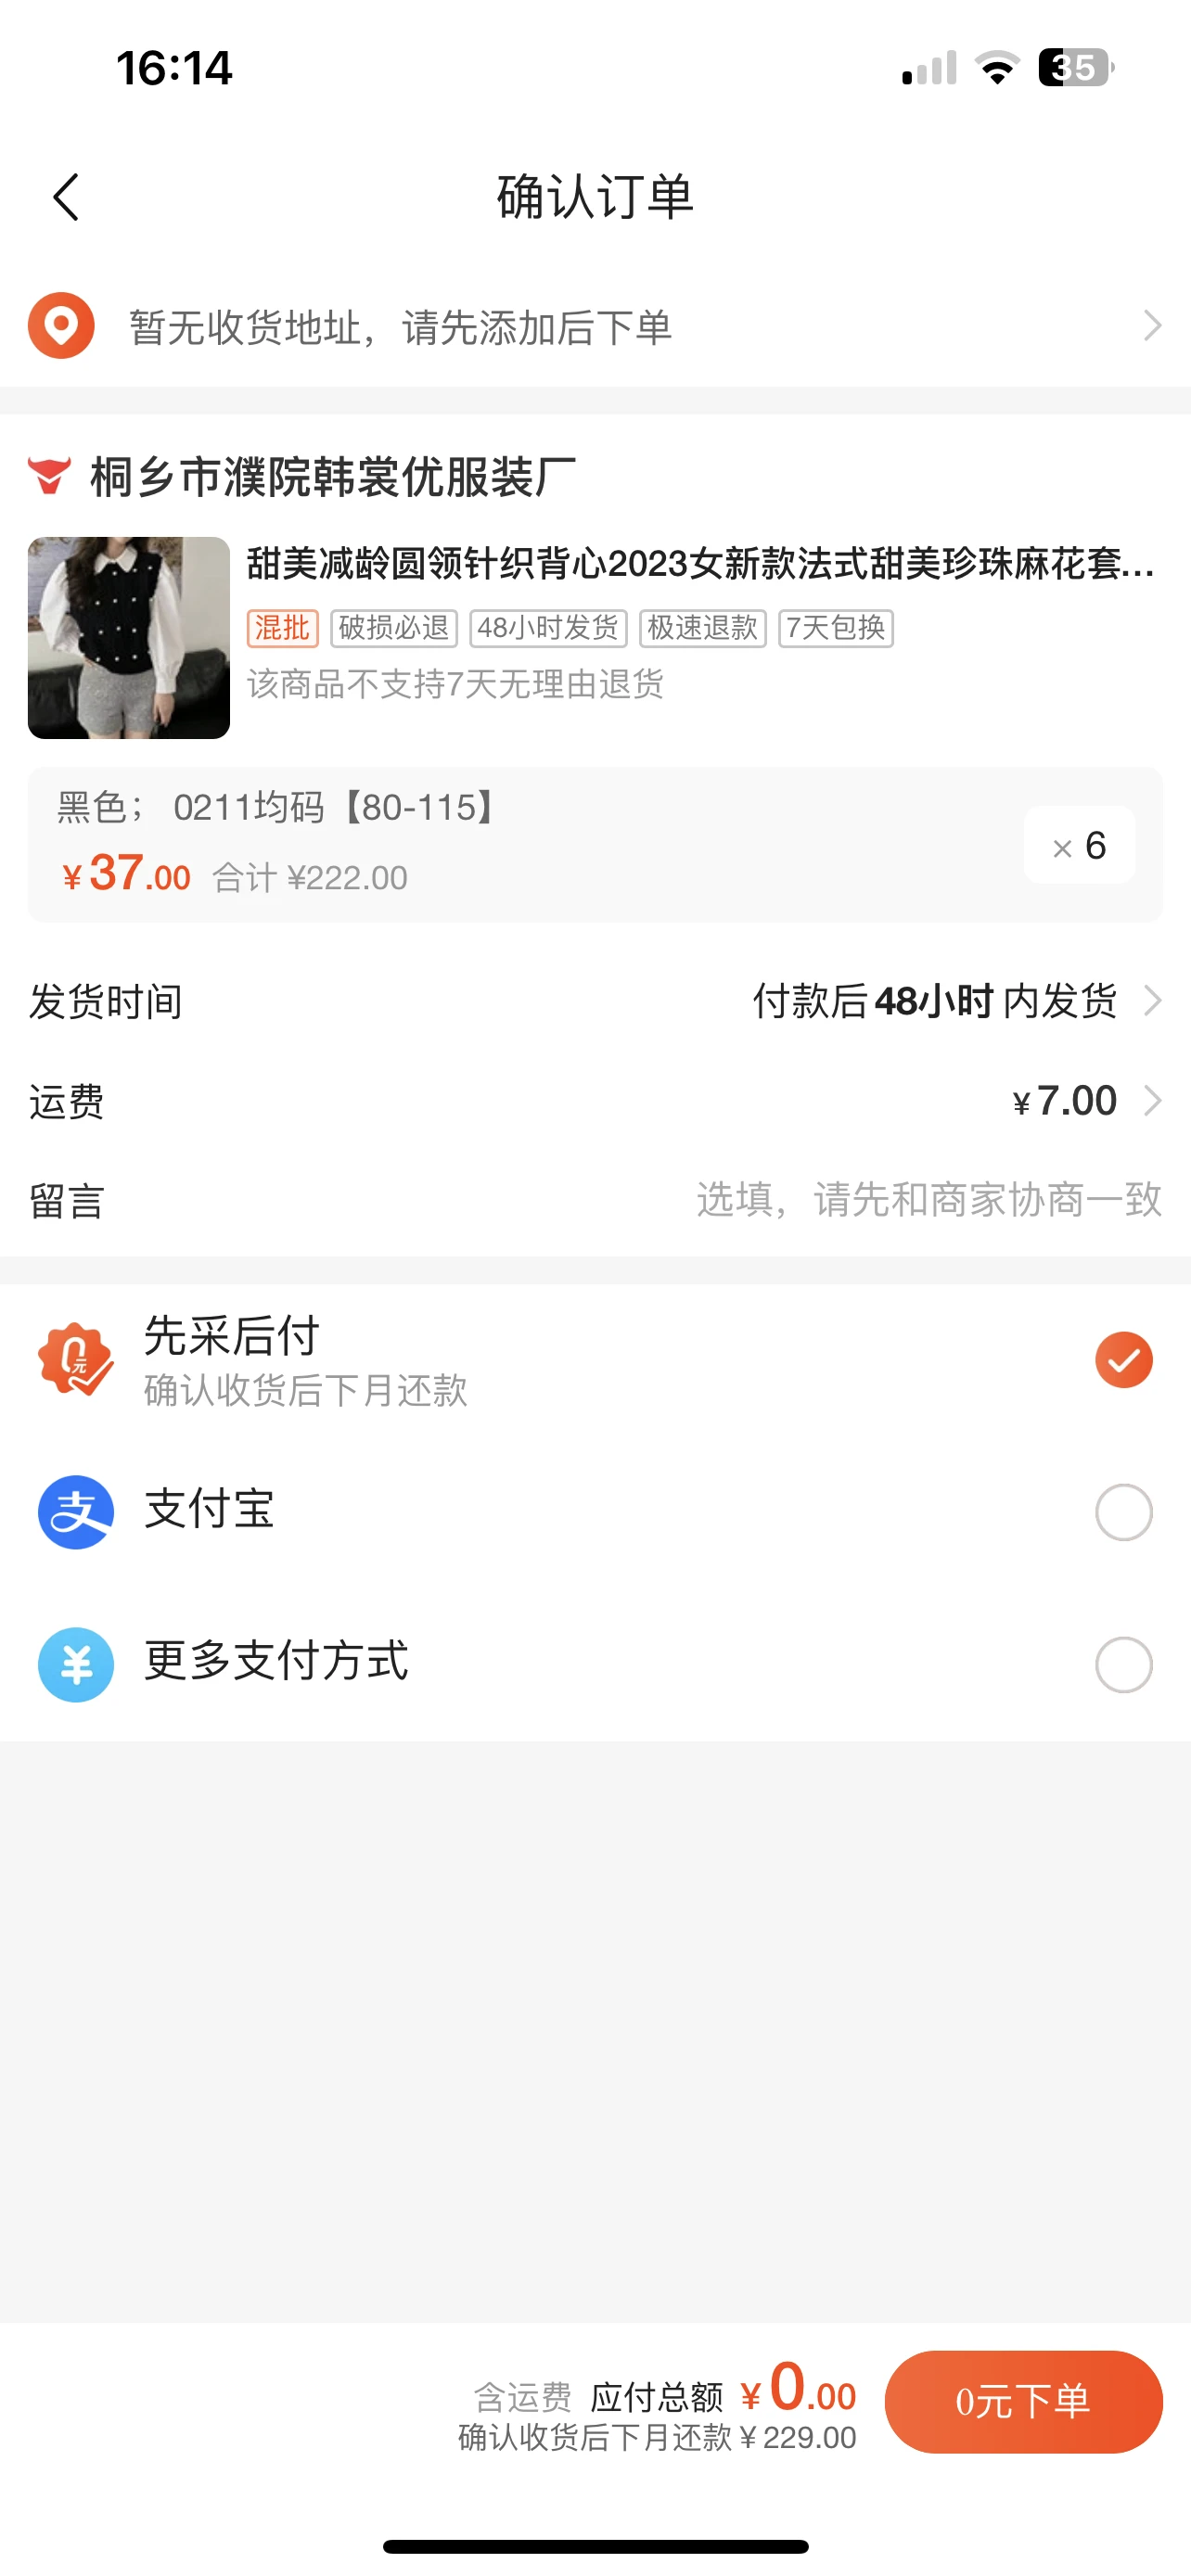 16:14
35
确认订单
暂无收货地址，请先添加后下单
桐乡市濮院韩裳优服装厂
甜美减龄圆领针织背心2023女新款法式甜美珍珠麻花套...
混批 破损必退 48小时发货 极速退款 7天包换
该商品不支持7天无理由退货
黑色； 0211均码【80-115】
¥37.00 合计 ¥222.00
× 6
发货时间 付款后 48小时 内发货
运费 ¥7.00
留言 选填，请先和商家协商一致
0元
先采后付
确认收货后下月还款
支 支付宝
¥ 更多支付方式
含运费 应付总额 ¥0.00
确认收货后下月还款 ¥229.00
0元下单